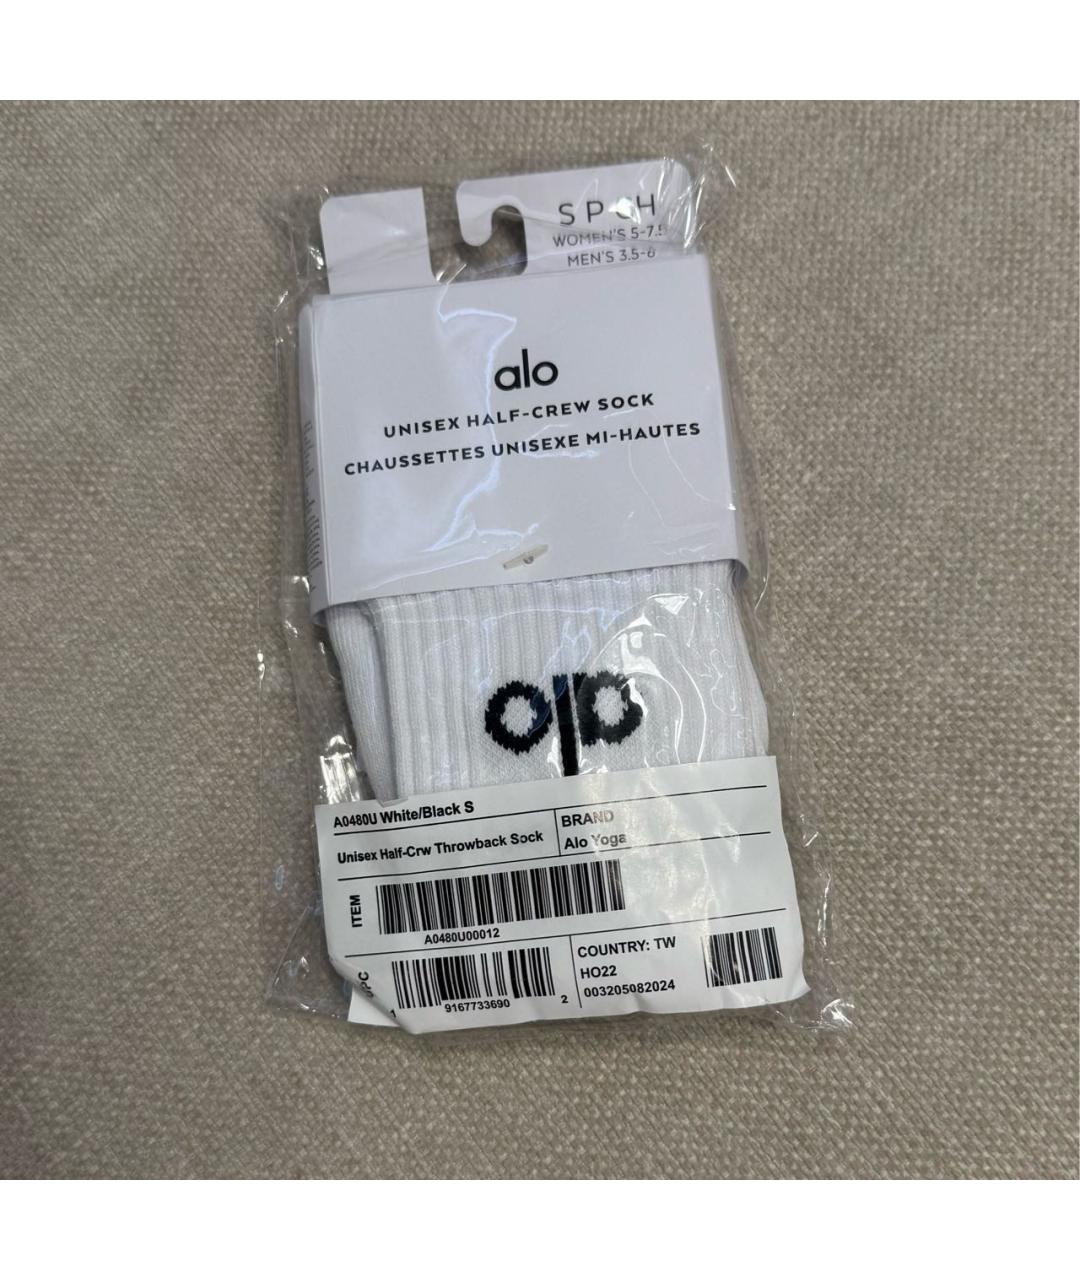 S P CH
WOMEN'S 5-7.5
MEN'S 3.5-6
alo
UNISEX HALF-CREW SOCK
CHAUSSETTES UNISEXE MI-HAUTES
alo
A0480U White/Black S
Unisex Half-Crw Throwback Sock
BRAND
Alo Yoga
ITEM
A0480U00012
UPC
1 9167733690 2
COUNTRY: TW
HO22
003205082024